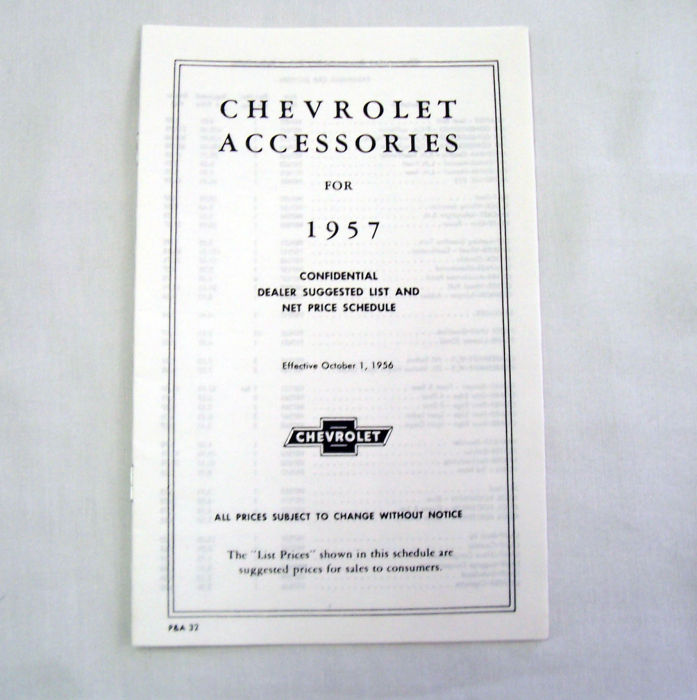 CHEVROLET
ACCESSORIES
FOR
1957
CONFIDENTIAL
DEALER SUGGESTED LIST AND
NET PRICE SCHEDULE
Effective October 1, 1956
CHEVROLET
ALL PRICES SUBJECT TO CHANGE WITHOUT NOTICE
The "List Prices" shown in this schedule are
suggested prices for sales to consumers.
P&A 32